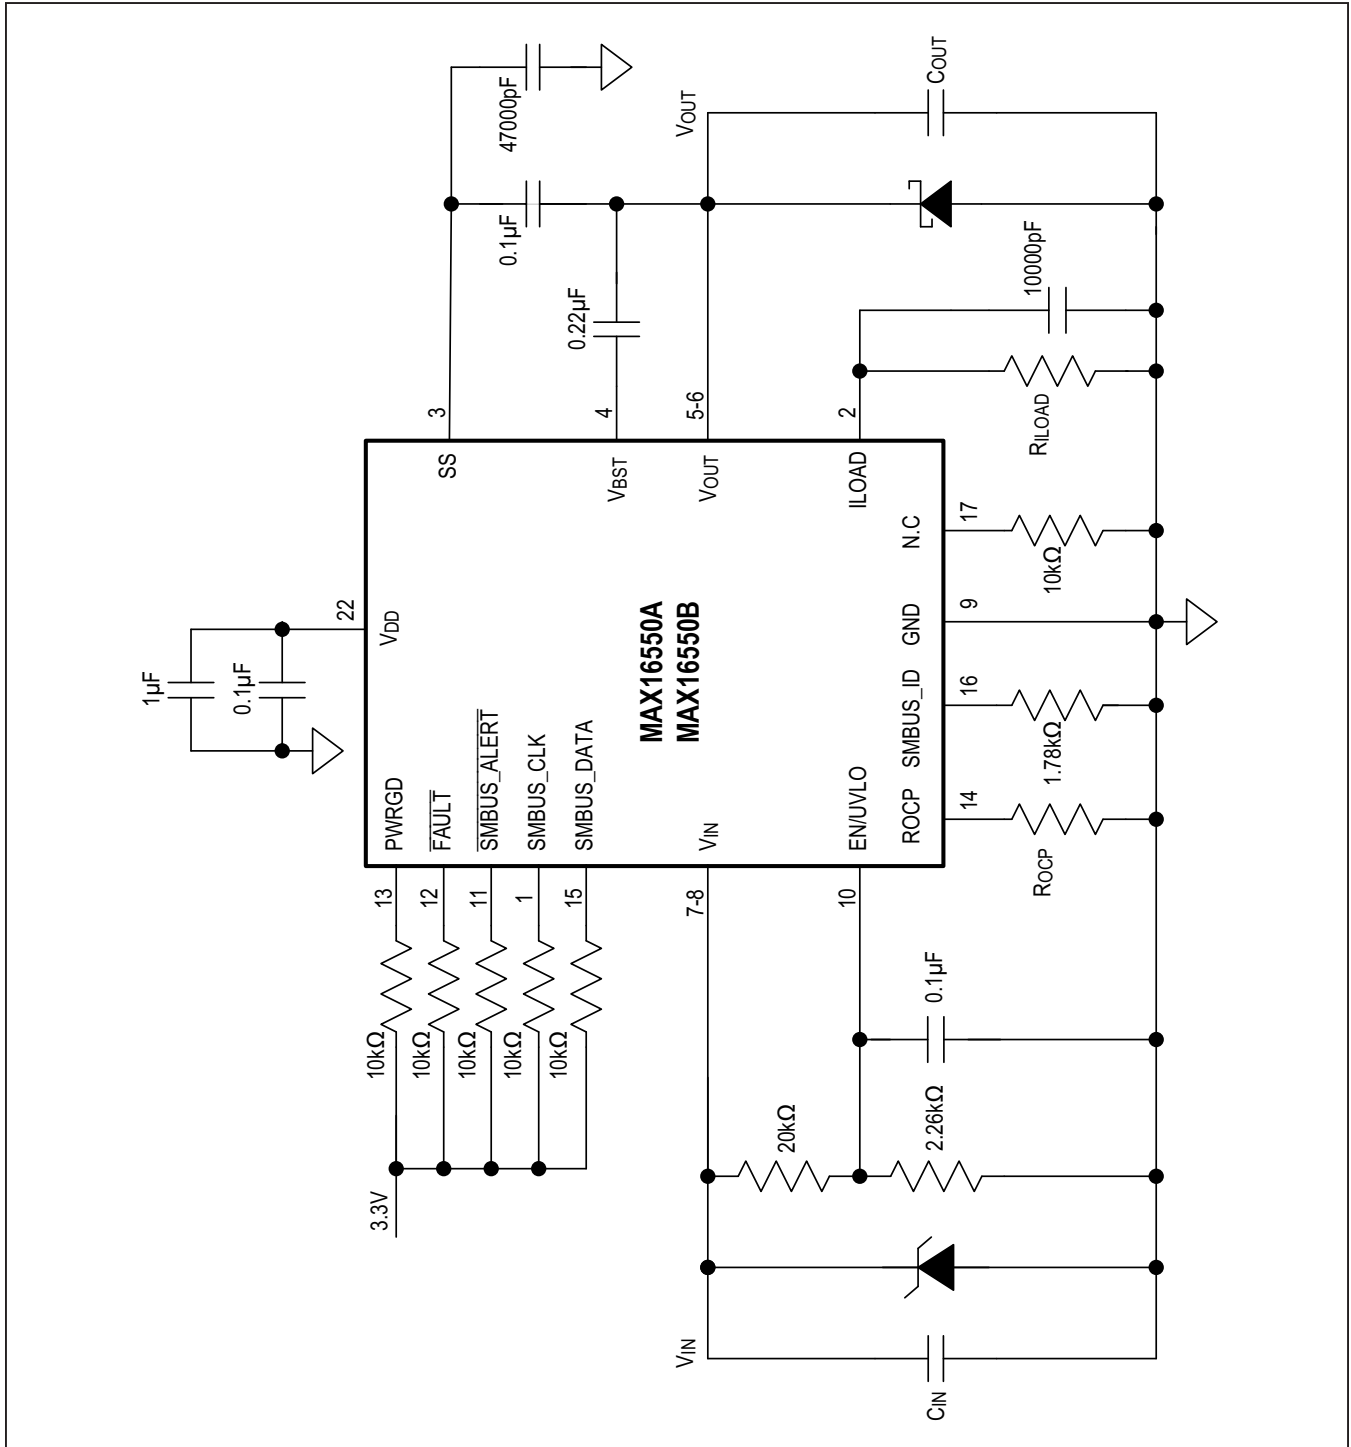 VIN
CIN
3.3V
10kΩ
10kΩ
10kΩ
10kΩ
10kΩ
13
12
11
1
15
PWRGD
FAULT
SMBUS_ALERT
SMBUS_CLK
SMBUS_DATA
1µF
0.1µF
22
VDD
7-8
VIN
20kΩ
2.26kΩ
0.1µF
10
EN/UVLO
MAX16550A
MAX16550B
ROCP
14
ROCP
SMBUS_ID
16
1.78kΩ
GND
9
N.C
17
10kΩ
SS
3
VBST
4
VOUT
5-6
ILOAD
2
47000pF
0.1µF
0.22µF
VOUT
COUT
10000pF
RILOAD